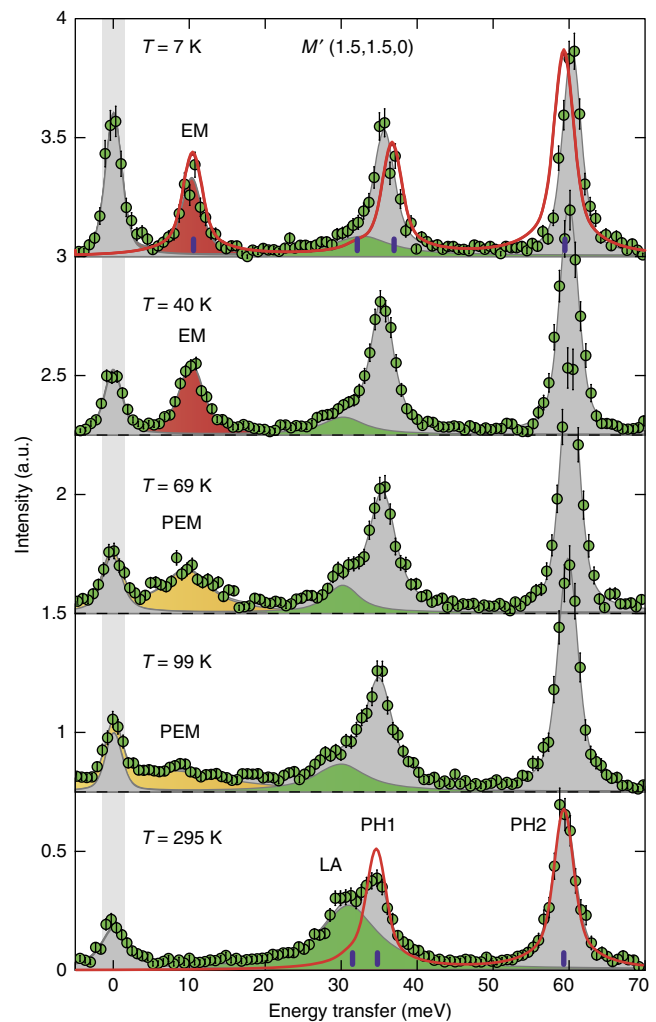 4
T = 7 K
M′ (1.5,1.5,0)
EM
3.5
3
T = 40 K
EM
2.5
T = 69 K
2
PEM
1.5
T = 99 K
PEM
1
T = 295 K
PH1
PH2
LA
0.5
0
0 10 20 30 40 50 60 70
Energy transfer (meV)
Intensity (a.u.)